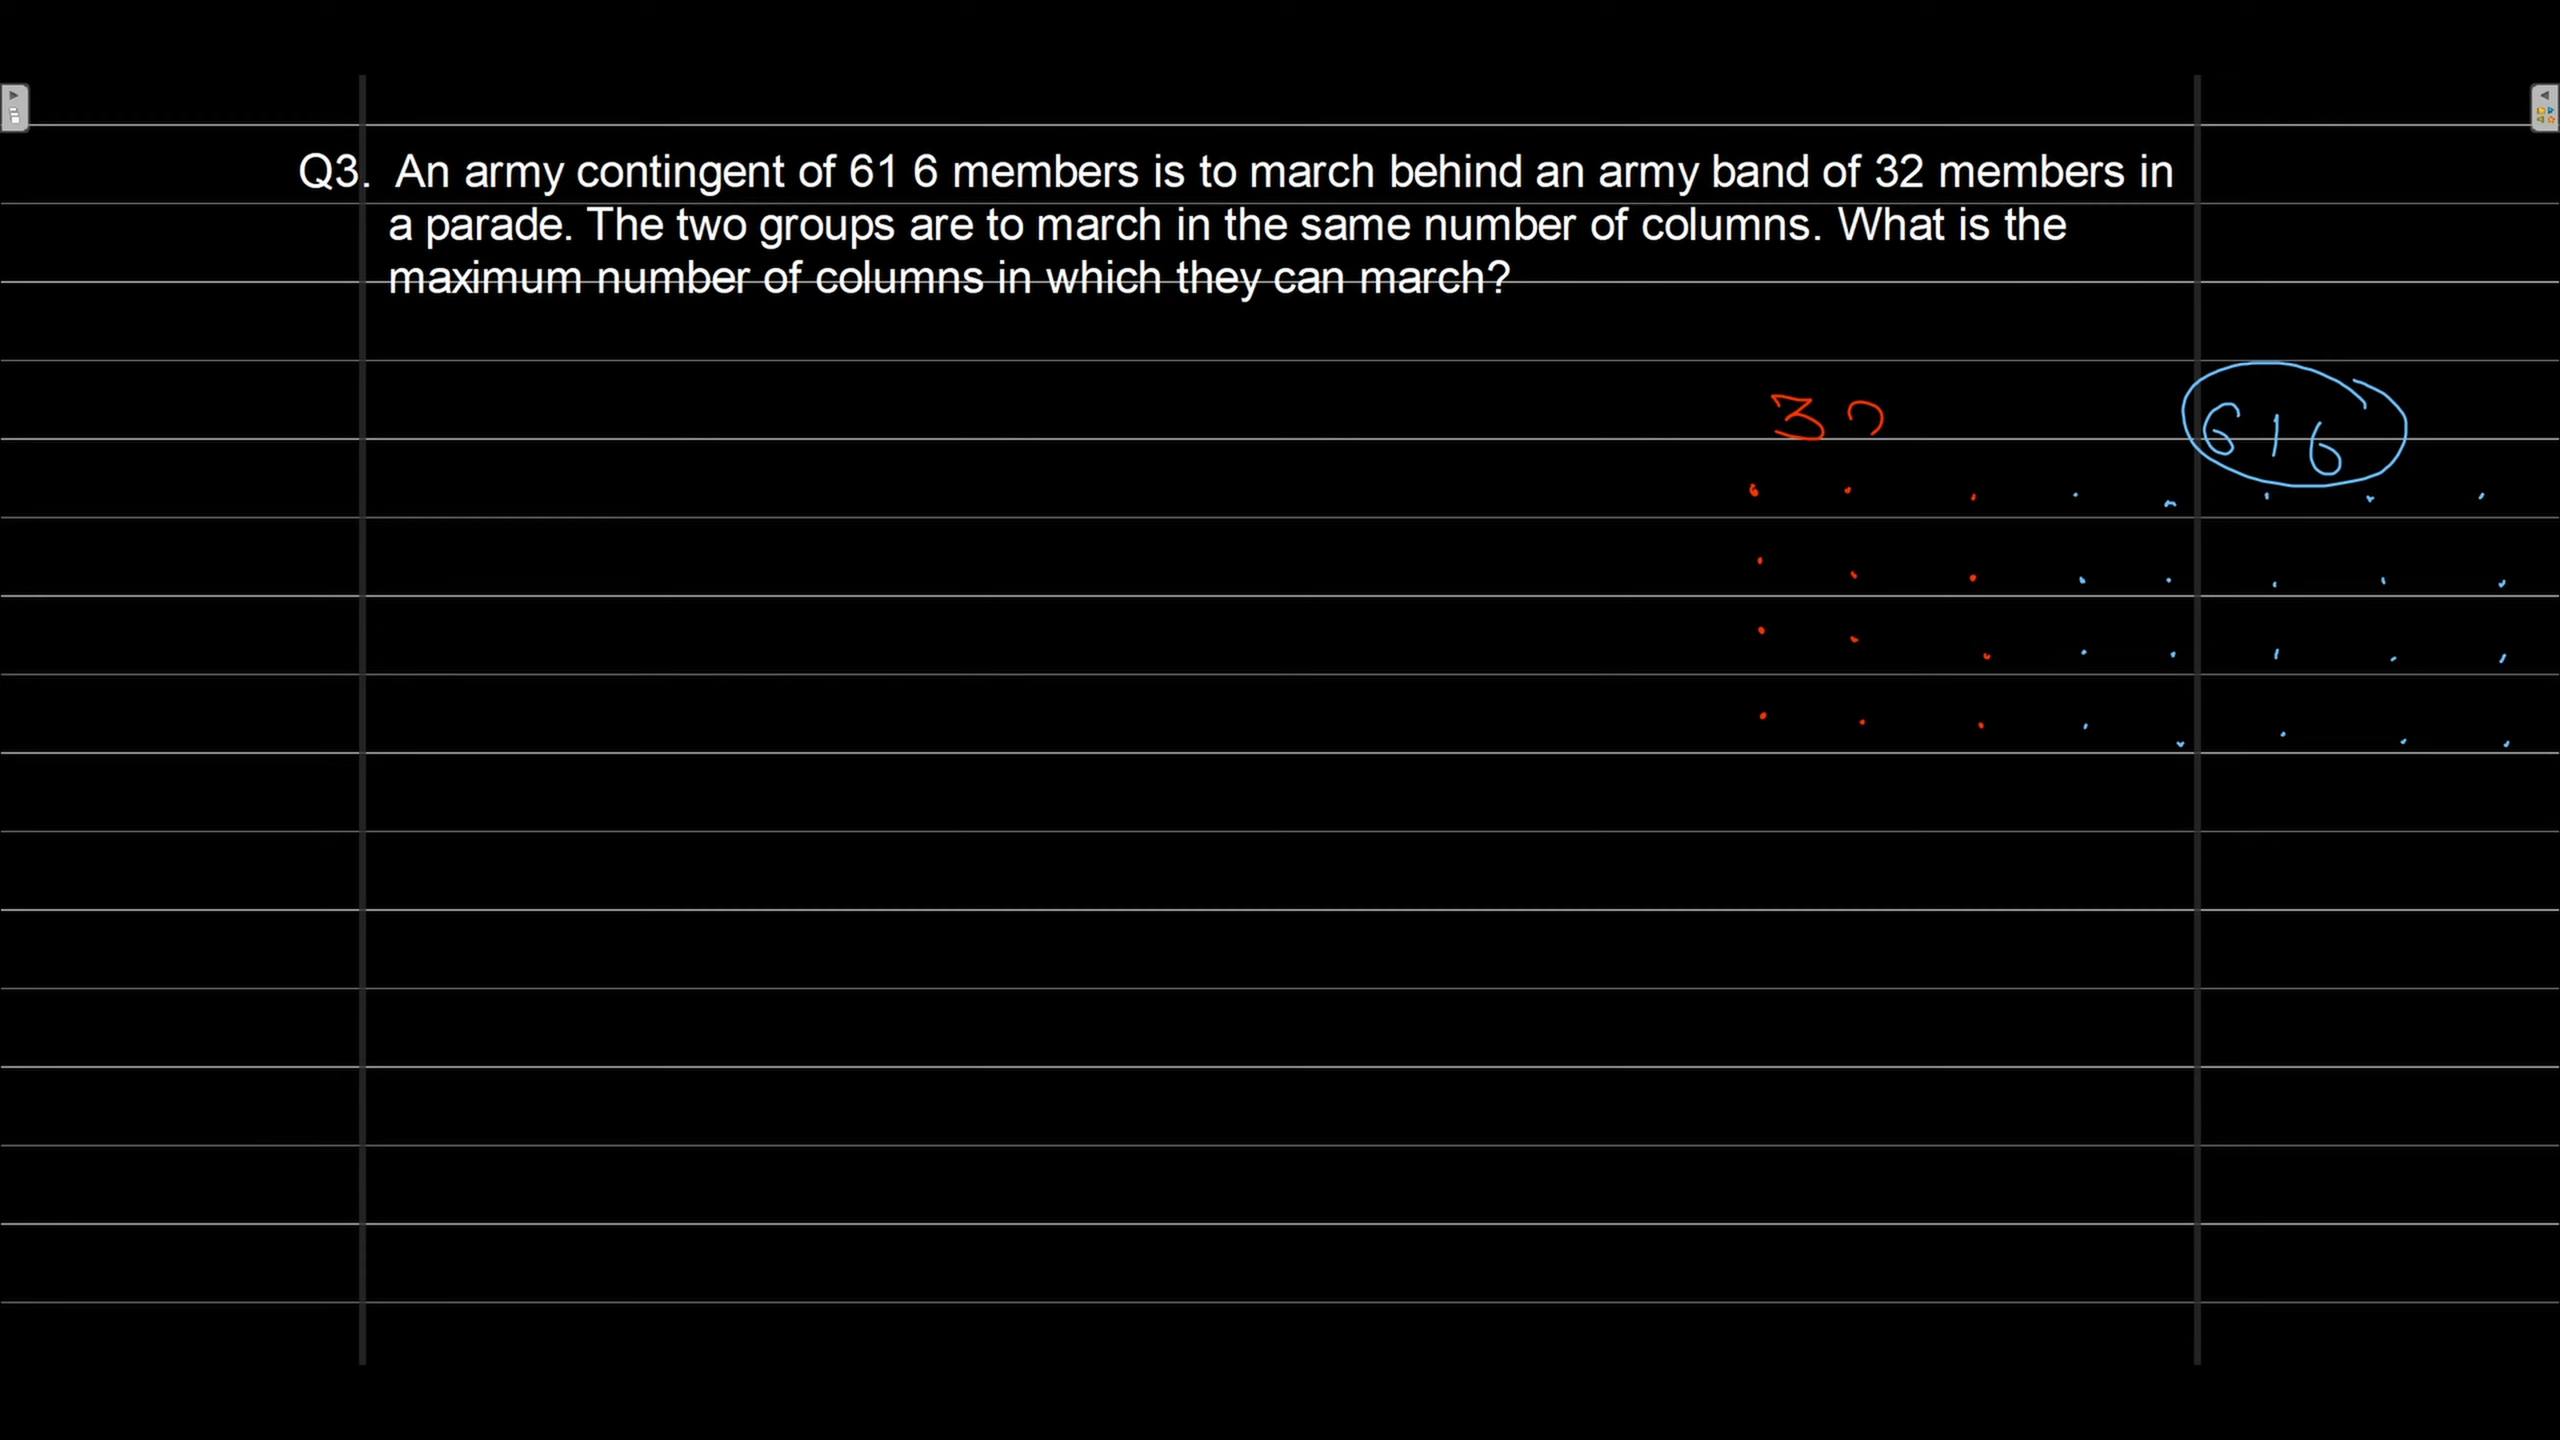 Q3. An army contingent of 61 6 members is to march behind an army band of 32 members in
a parade. The two groups are to march in the same number of columns. What is the
maximum number of columns in which they can march?
616